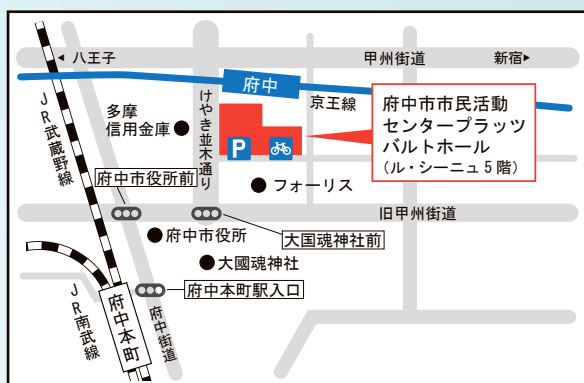 八王子
甲州街道
新宿
府中
京王線
けやき並木通り
多摩
信用金庫
JR武蔵野線
府中市市民活動
センタープラッツ
バルトホール
(ル・シーニュ5階)
P
フォーリス
府中市役所前
旧甲州街道
府中市役所
大国魂神社前
大國魂神社
府中本町駅入口
府中本町
府中街道
JR南武線